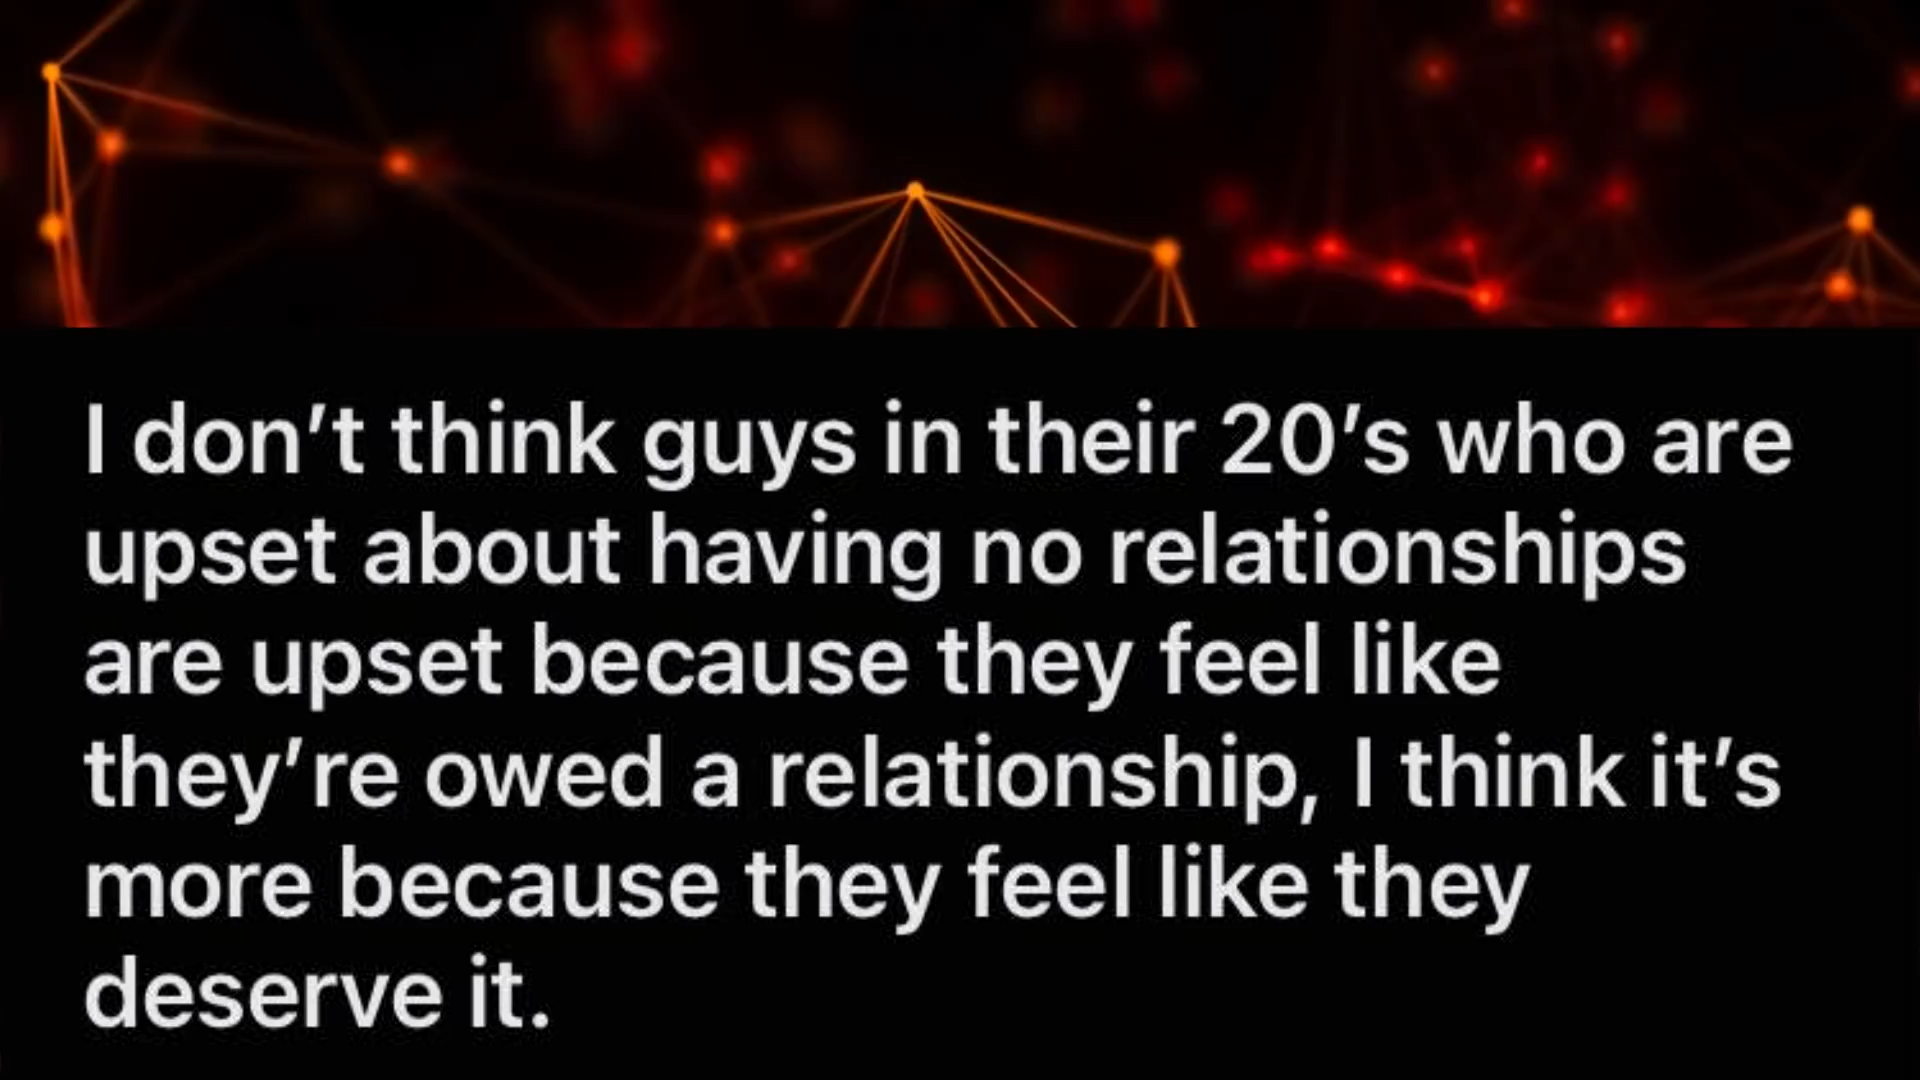 I don’t think guys in their 20’s who are
upset about having no relationships
are upset because they feel like
they’re owed a relationship, I think it’s
more because they feel like they
deserve it.